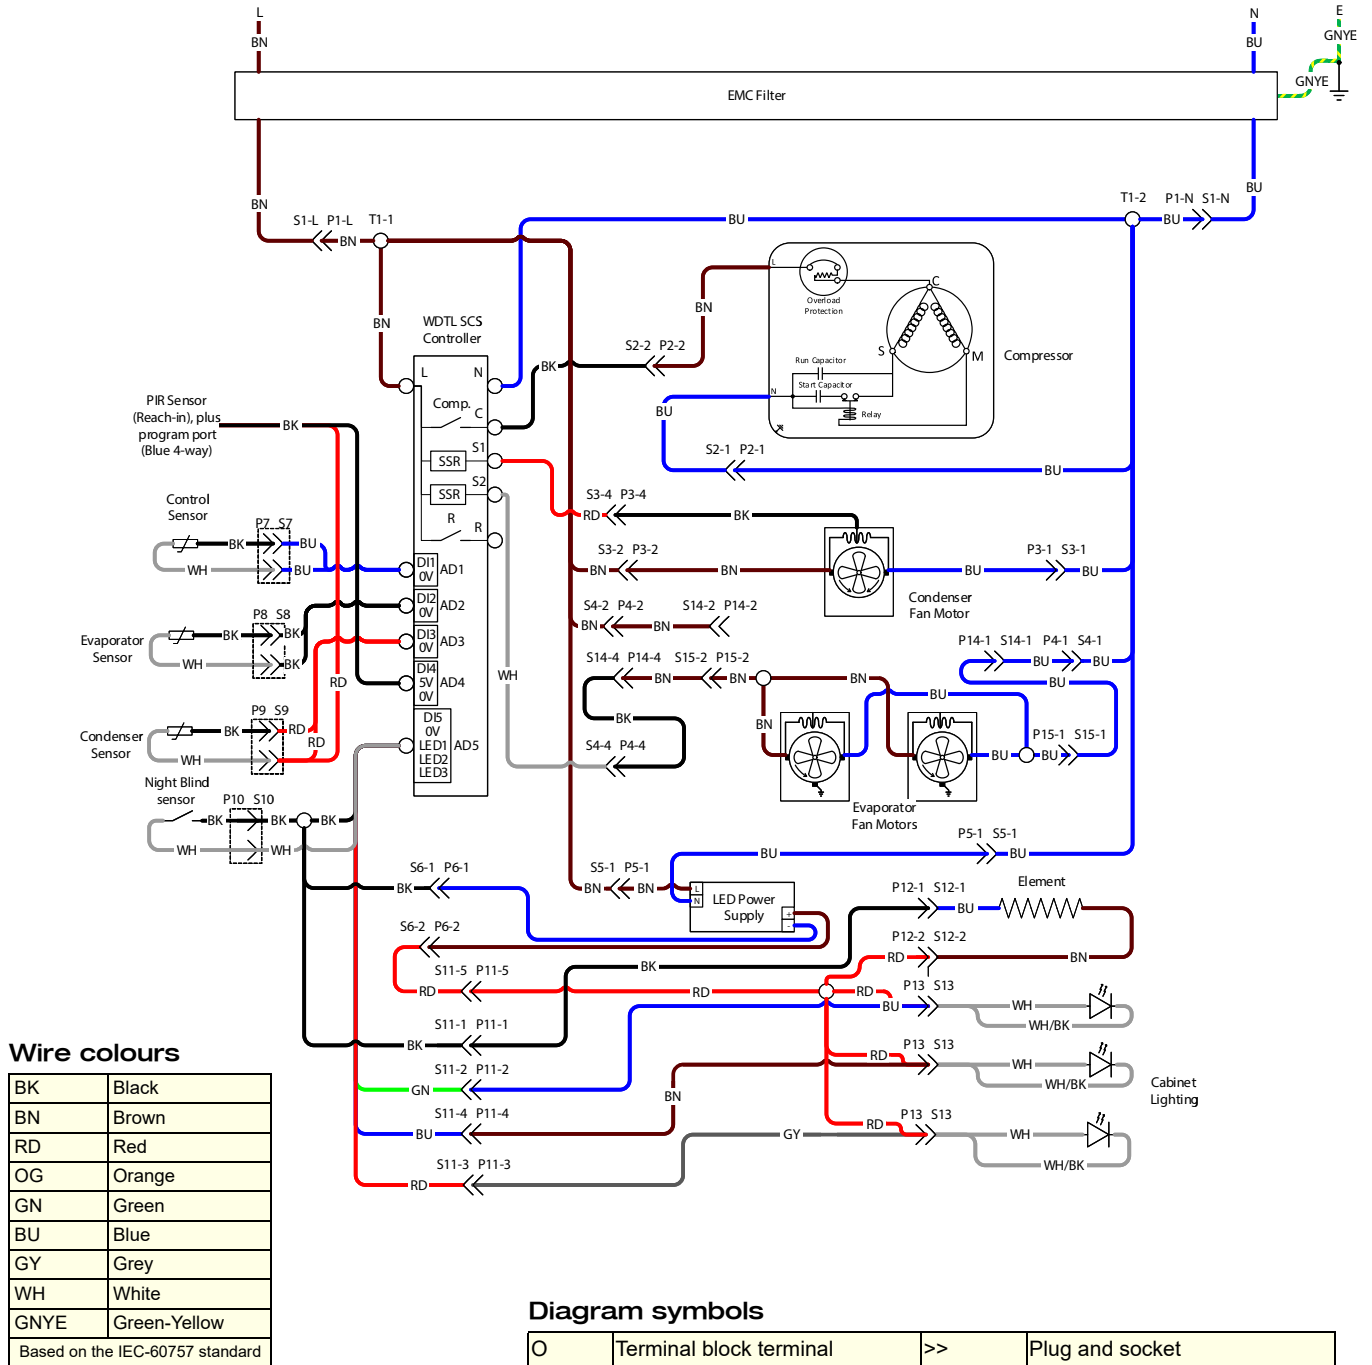 L
N
E
BN
BU
GNYE
EMC Filter
GNYE
BN
BU
S1-L P1-L T1-1
BN
T1-2 P1-N S1-N
BU
BU
BN
WDTL SCS
Controller
L
N
Comp.
C
SSR
S1
SSR
S2
R
R
BK
S2-2 P2-2
BN
L
Overload
Protection
C
S
M
Run Capacitor
Start Capacitor
Relay
N
Compressor
BU
S2-1 P2-1
BU
PIR Sensor
(Reach-in), plus
program port
(Blue 4-way)
BK
Control
Sensor
P7 S7
BK
BU
WH
BU
DI1
0V
AD1
DI2
0V
AD2
DI3
0V
AD3
DI4
5V
0V
AD4
DI5
0V
LED1
LED2
LED3
AD5
Evaporator
Sensor
P8 S8
BK
BK
WH
BK
RD
Condenser
Sensor
P9 S9
BK
RD
RD
WH
Night Blind
sensor
P10 S10
BK
BK
BK
WH
WH
WH
S3-4 P3-4
RD
BK
S3-2 P3-2
BN
BN
BU
P3-1 S3-1
BU
Condenser
Fan Motor
S4-2 P4-2
BN
BN
S14-2 P14-2
S14-4 P14-4
BN
S15-2 P15-2
BN
BN
BK
BN
S4-4 P4-4
P14-1 S14-1 P4-1 S4-1
BU
BU
BU
BU
P15-1 S15-1
BU
BU
Evaporator
Fan Motors
P5-1 S5-1
BU
BU
S5-1 P5-1
BN
BN
L
N
LED Power
Supply
+
-
S6-1 P6-1
BK
S6-2 P6-2
P12-1 S12-1
BU
Element
P12-2 S12-2
RD
BN
BK
S11-5 P11-5
RD
RD
RD
P13 S13
BU
WH
WH/BK
S11-1 P11-1
BK
P13 S13
RD
WH
WH/BK
S11-2 P11-2
GN
BN
Cabinet
Lighting
S11-4 P11-4
BU
P13 S13
RD
GY
WH
WH/BK
S11-3 P11-3
RD
Wire colours
BK Black
BN Brown
RD Red
OG Orange
GN Green
BU Blue
GY Grey
WH White
GNYE Green-Yellow
Based on the IEC-60757 standard
Diagram symbols
O Terminal block terminal >> Plug and socket